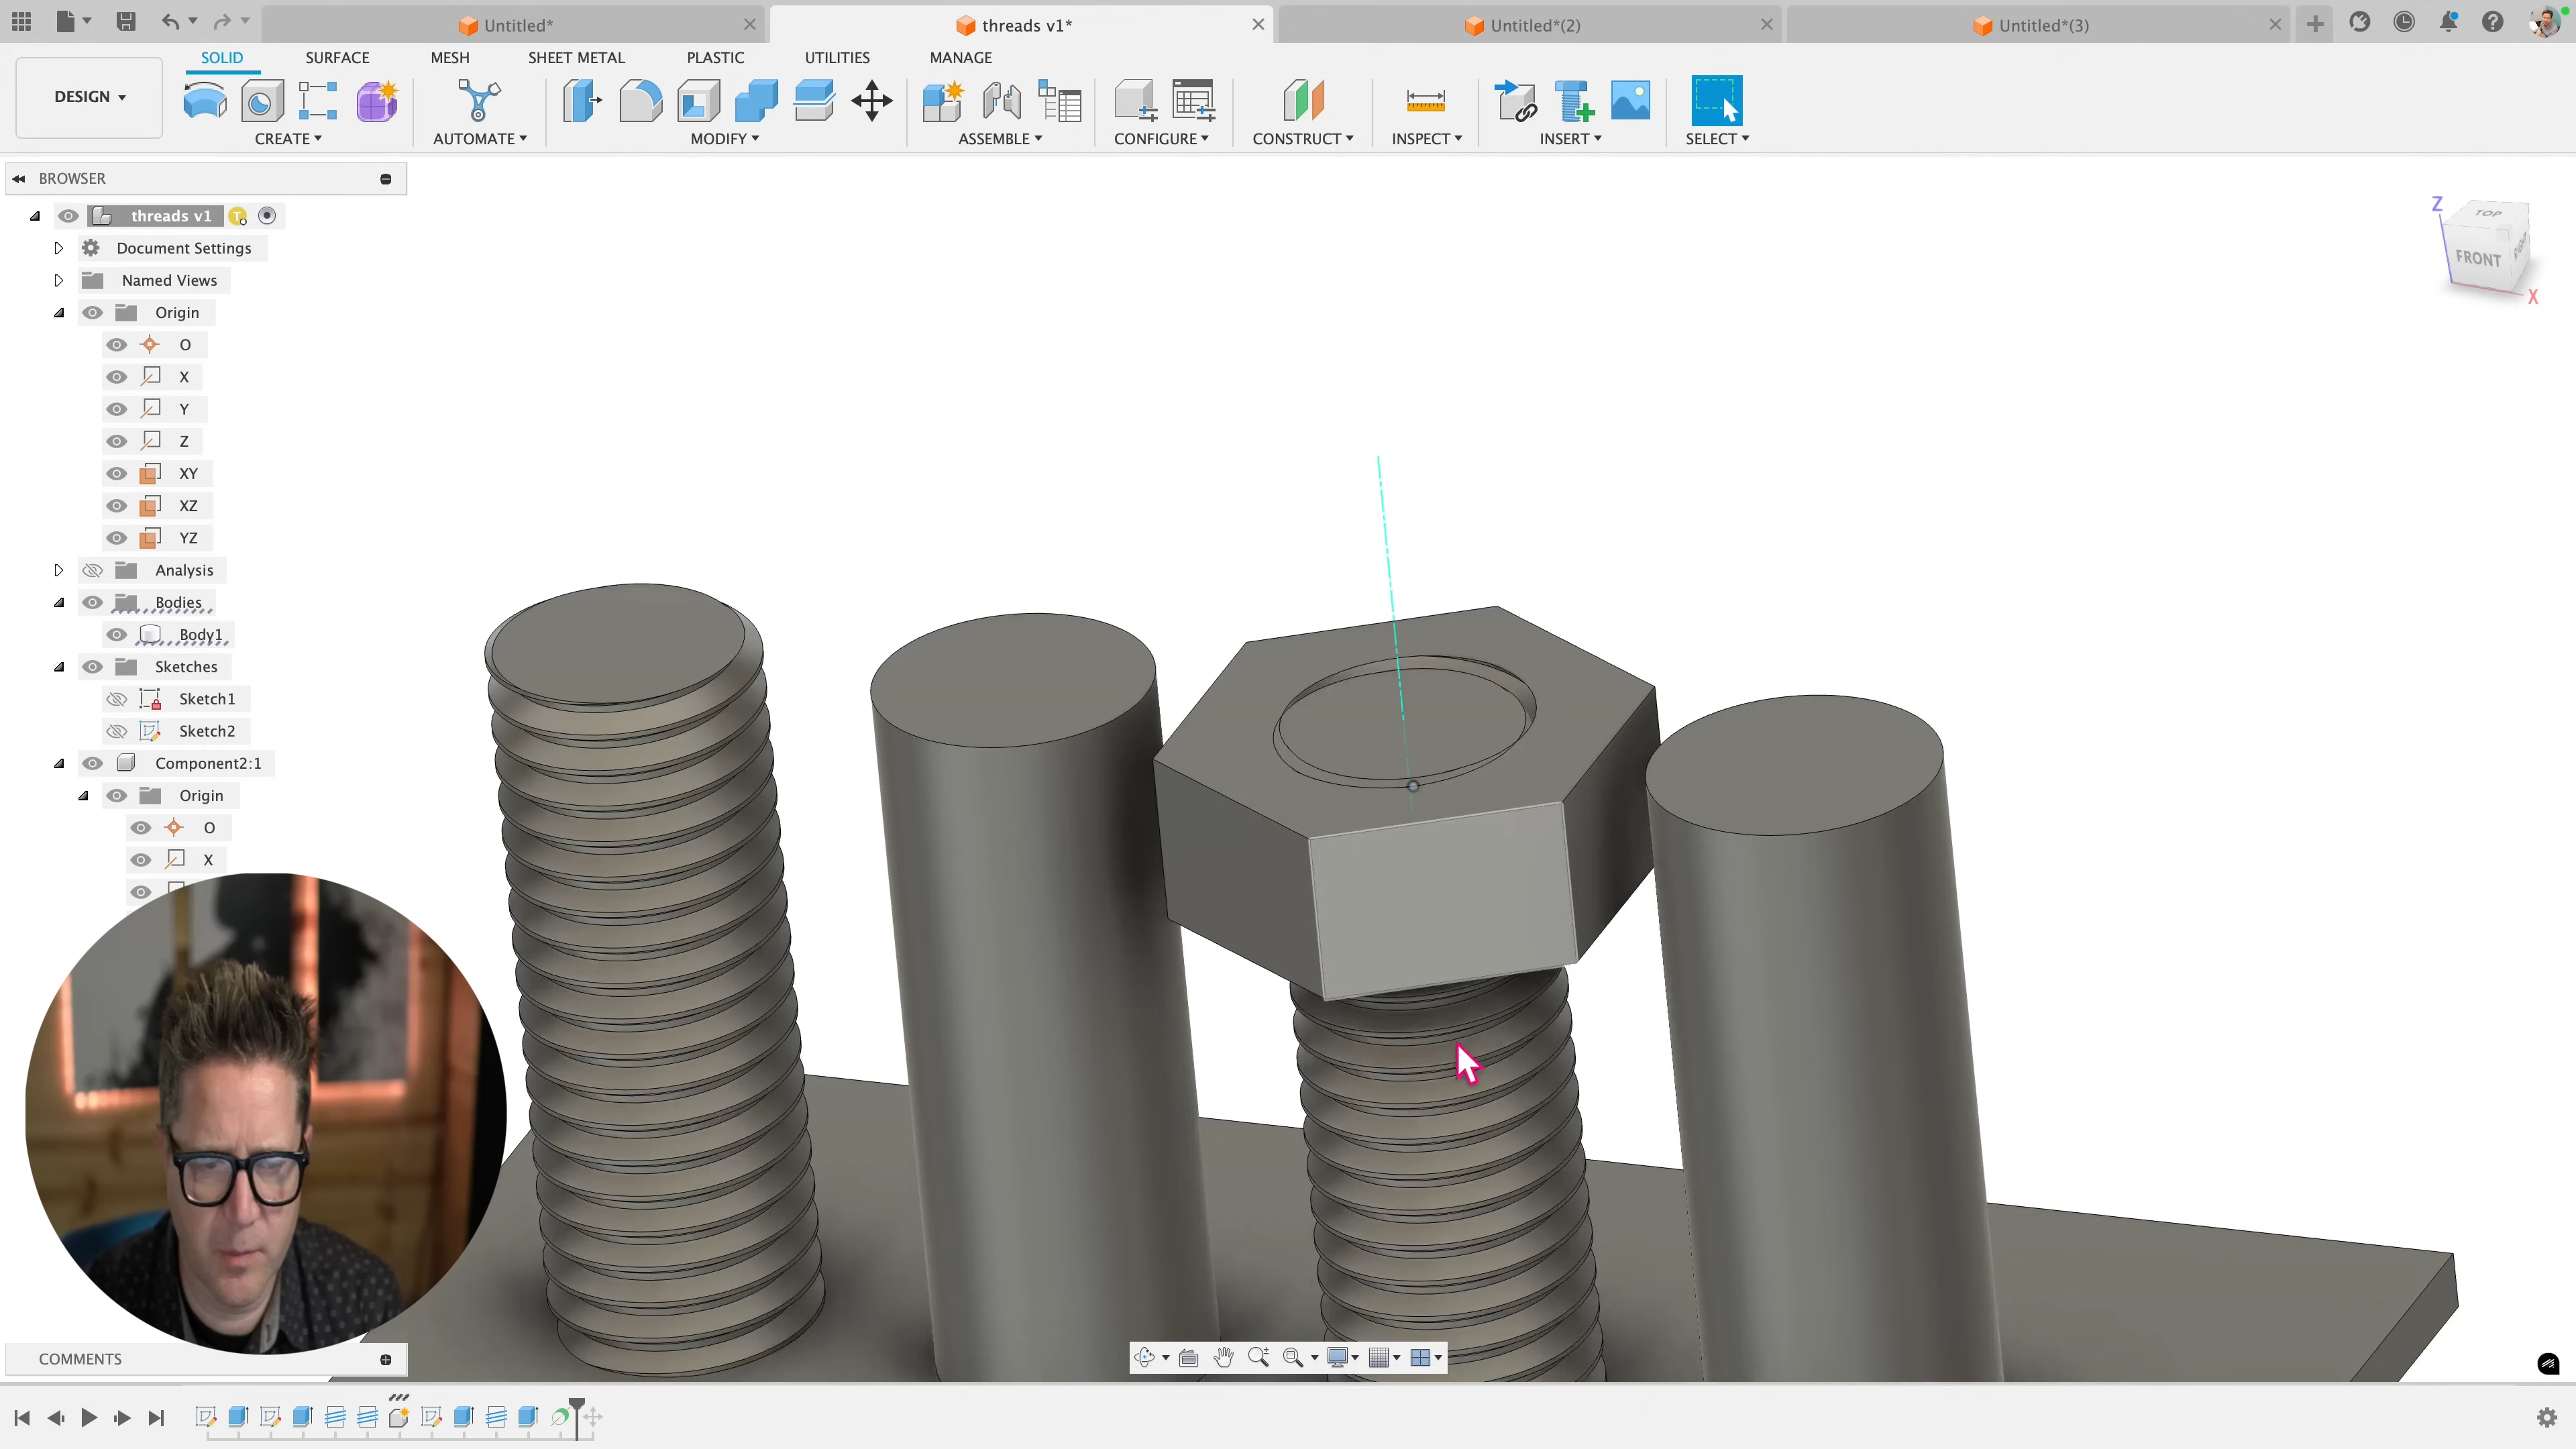 Untitled*
threads v1*
Untitled*(2)
Untitled*(3)
SOLID SURFACE MESH SHEET METAL PLASTIC UTILITIES MANAGE
DESIGN
CREATE AUTOMATE MODIFY ASSEMBLE CONFIGURE CONSTRUCT INSPECT INSERT SELECT
BROWSER
threads v1
Document Settings
Named Views
Origin
O
X
Y
Z
XY
XZ
YZ
Analysis
Bodies
Body1
Sketches
Sketch1
Sketch2
Component2:1
Origin
O
X
COMMENTS
Z
TOP
FRONT
X